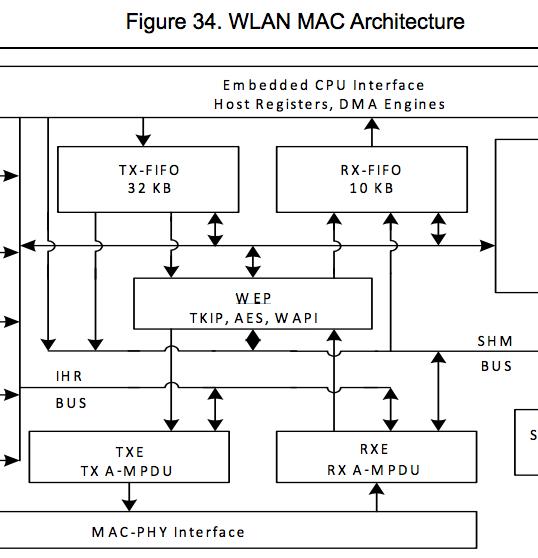 Figure 34. WLAN MAC Architecture
Embedded CPU Interface
Host Registers, DMA Engines
TX-FIFO
32 KB
RX-FIFO
10 KB
WEP
TKIP, AES, WAPI
SHM
BUS
IHR
BUS
TXE
TX A-MPDU
RXE
RX A-MPDU
S
MAC-PHY Interface